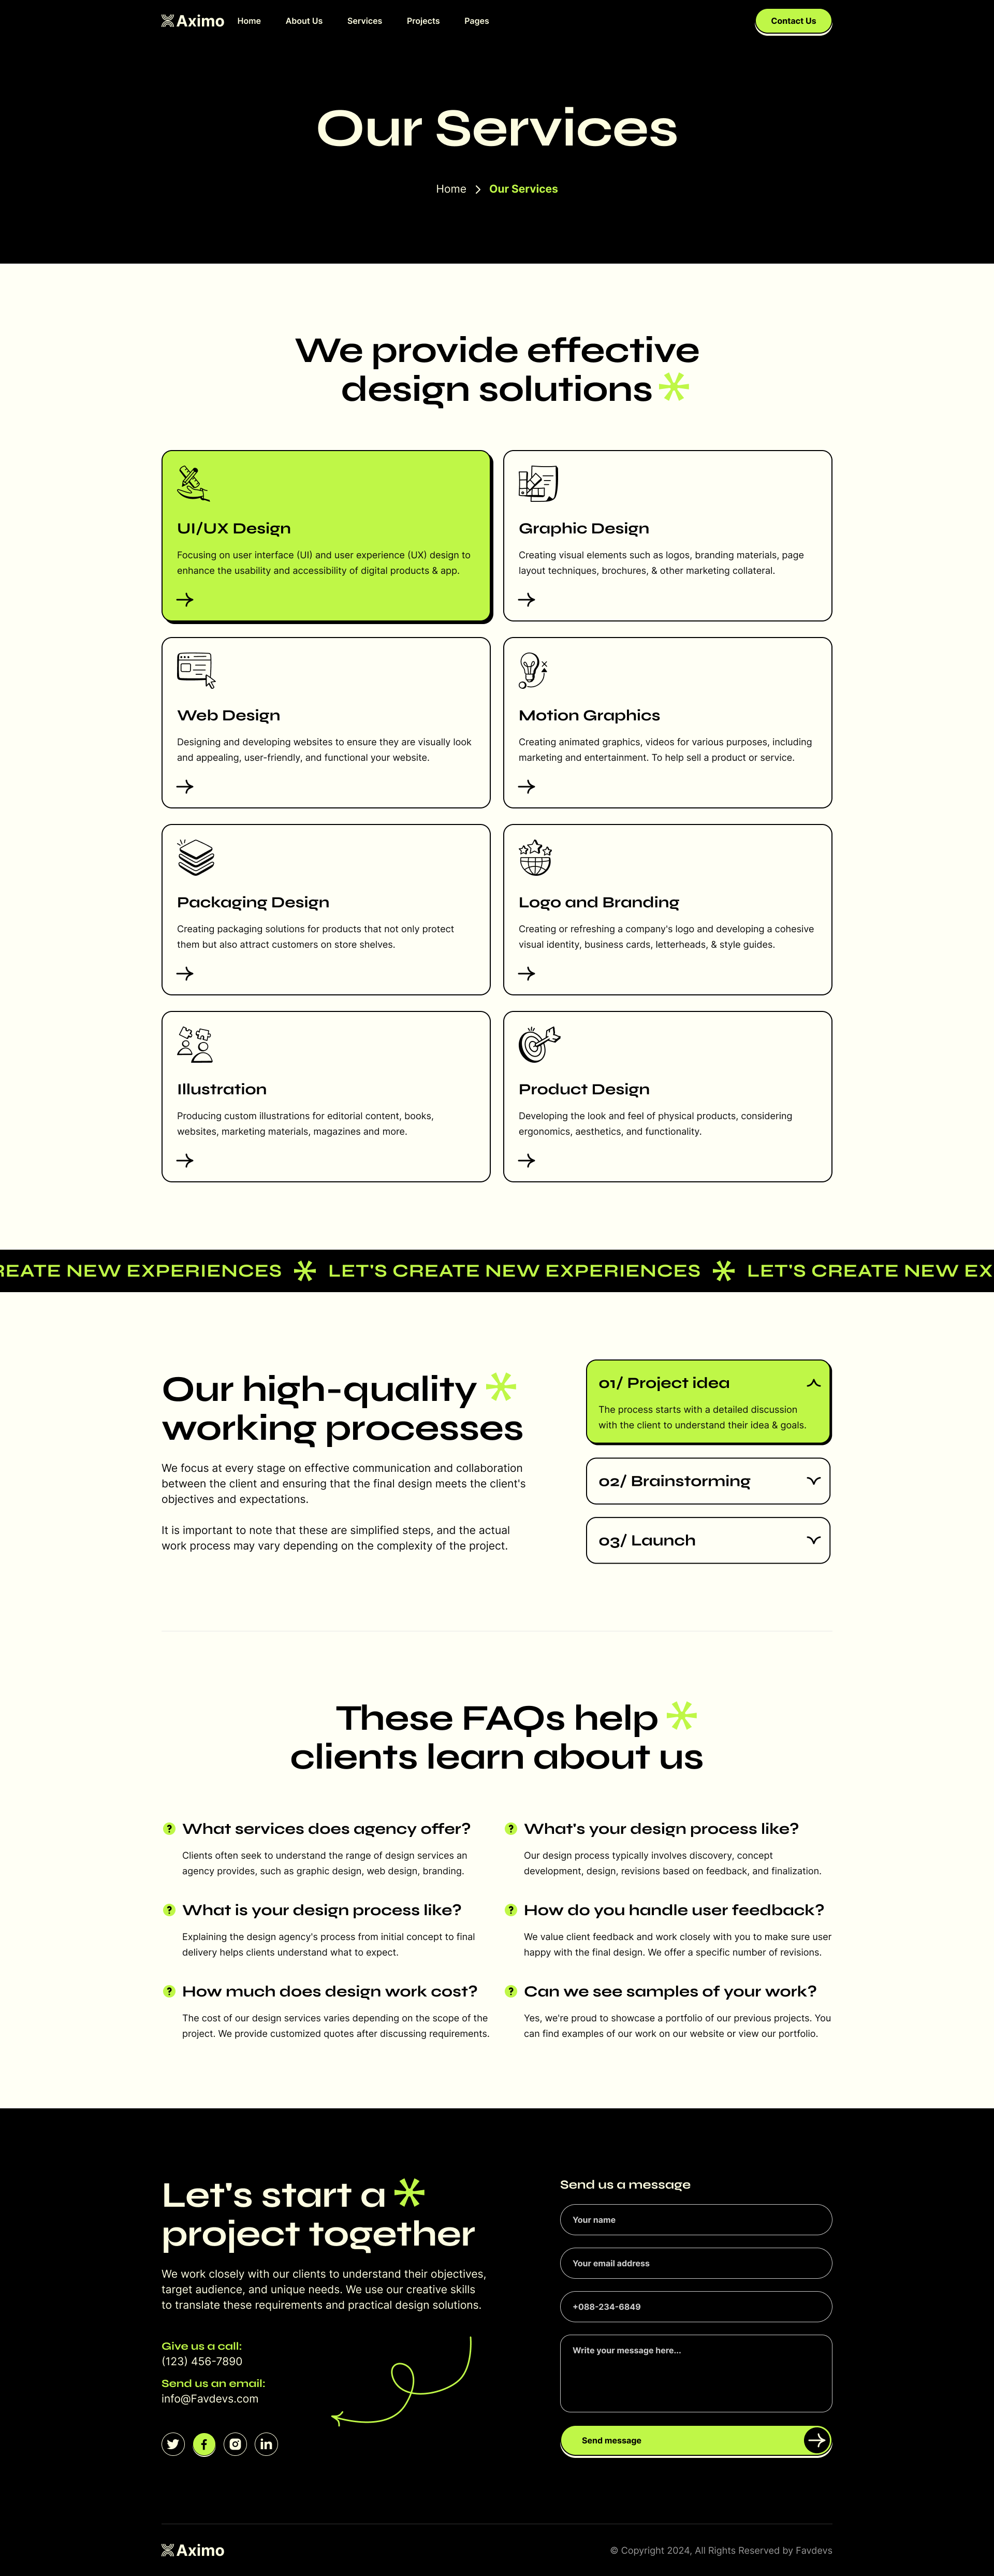 Aximo
Home
About Us
Services
Projects
Pages
Contact Us
Our Services
Home
Our Services
We provide effective
design solutions
UI/UX Design
Focusing on user interface (UI) and user experience (UX) design to
enhance the usability and accessibility of digital products & app.
Graphic Design
Creating visual elements such as logos, branding materials, page
layout techniques, brochures, & other marketing collateral.
Web Design
Designing and developing websites to ensure they are visually look
and appealing, user-friendly, and functional your website.
Motion Graphics
Creating animated graphics, videos for various purposes, including
marketing and entertainment. To help sell a product or service.
Packaging Design
Creating packaging solutions for products that not only protect
them but also attract customers on store shelves.
Logo and Branding
Creating or refreshing a company's logo and developing a cohesive
visual identity, business cards, letterheads, & style guides.
Illustration
Producing custom illustrations for editorial content, books,
websites, marketing materials, magazines and more.
Product Design
Developing the look and feel of physical products, considering
ergonomics, aesthetics, and functionality.
REATE NEW EXPERIENCES LET'S CREATE NEW EXPERIENCES LET'S CREATE NEW EX
Our high-quality
working processes
We focus at every stage on effective communication and collaboration
between the client and ensuring that the final design meets the client's
objectives and expectations.
It is important to note that these are simplified steps, and the actual
work process may vary depending on the complexity of the project.
01/ Project idea
The process starts with a detailed discussion
with the client to understand their idea & goals.
02/ Brainstorming
03/ Launch
These FAQs help
clients learn about us
What services does agency offer?
Clients often seek to understand the range of design services an
agency provides, such as graphic design, web design, branding.
What's your design process like?
Our design process typically involves discovery, concept
development, design, revisions based on feedback, and finalization.
What is your design process like?
Explaining the design agency's process from initial concept to final
delivery helps clients understand what to expect.
How do you handle user feedback?
We value client feedback and work closely with you to make sure user
happy with the final design. We offer a specific number of revisions.
How much does design work cost?
The cost of our design services varies depending on the scope of the
project. We provide customized quotes after discussing requirements.
Can we see samples of your work?
Yes, we're proud to showcase a portfolio of our previous projects. You
can find examples of our work on our website or view our portfolio.
Let's start a
project together
We work closely with our clients to understand their objectives,
target audience, and unique needs. We use our creative skills
to translate these requirements and practical design solutions.
Give us a call:
(123) 456-7890
Send us an email:
info@Favdevs.com
Send us a message
Your name
Your email address
+088-234-6849
Write your message here...
Send message
Aximo
© Copyright 2024, All Rights Reserved by Favdevs